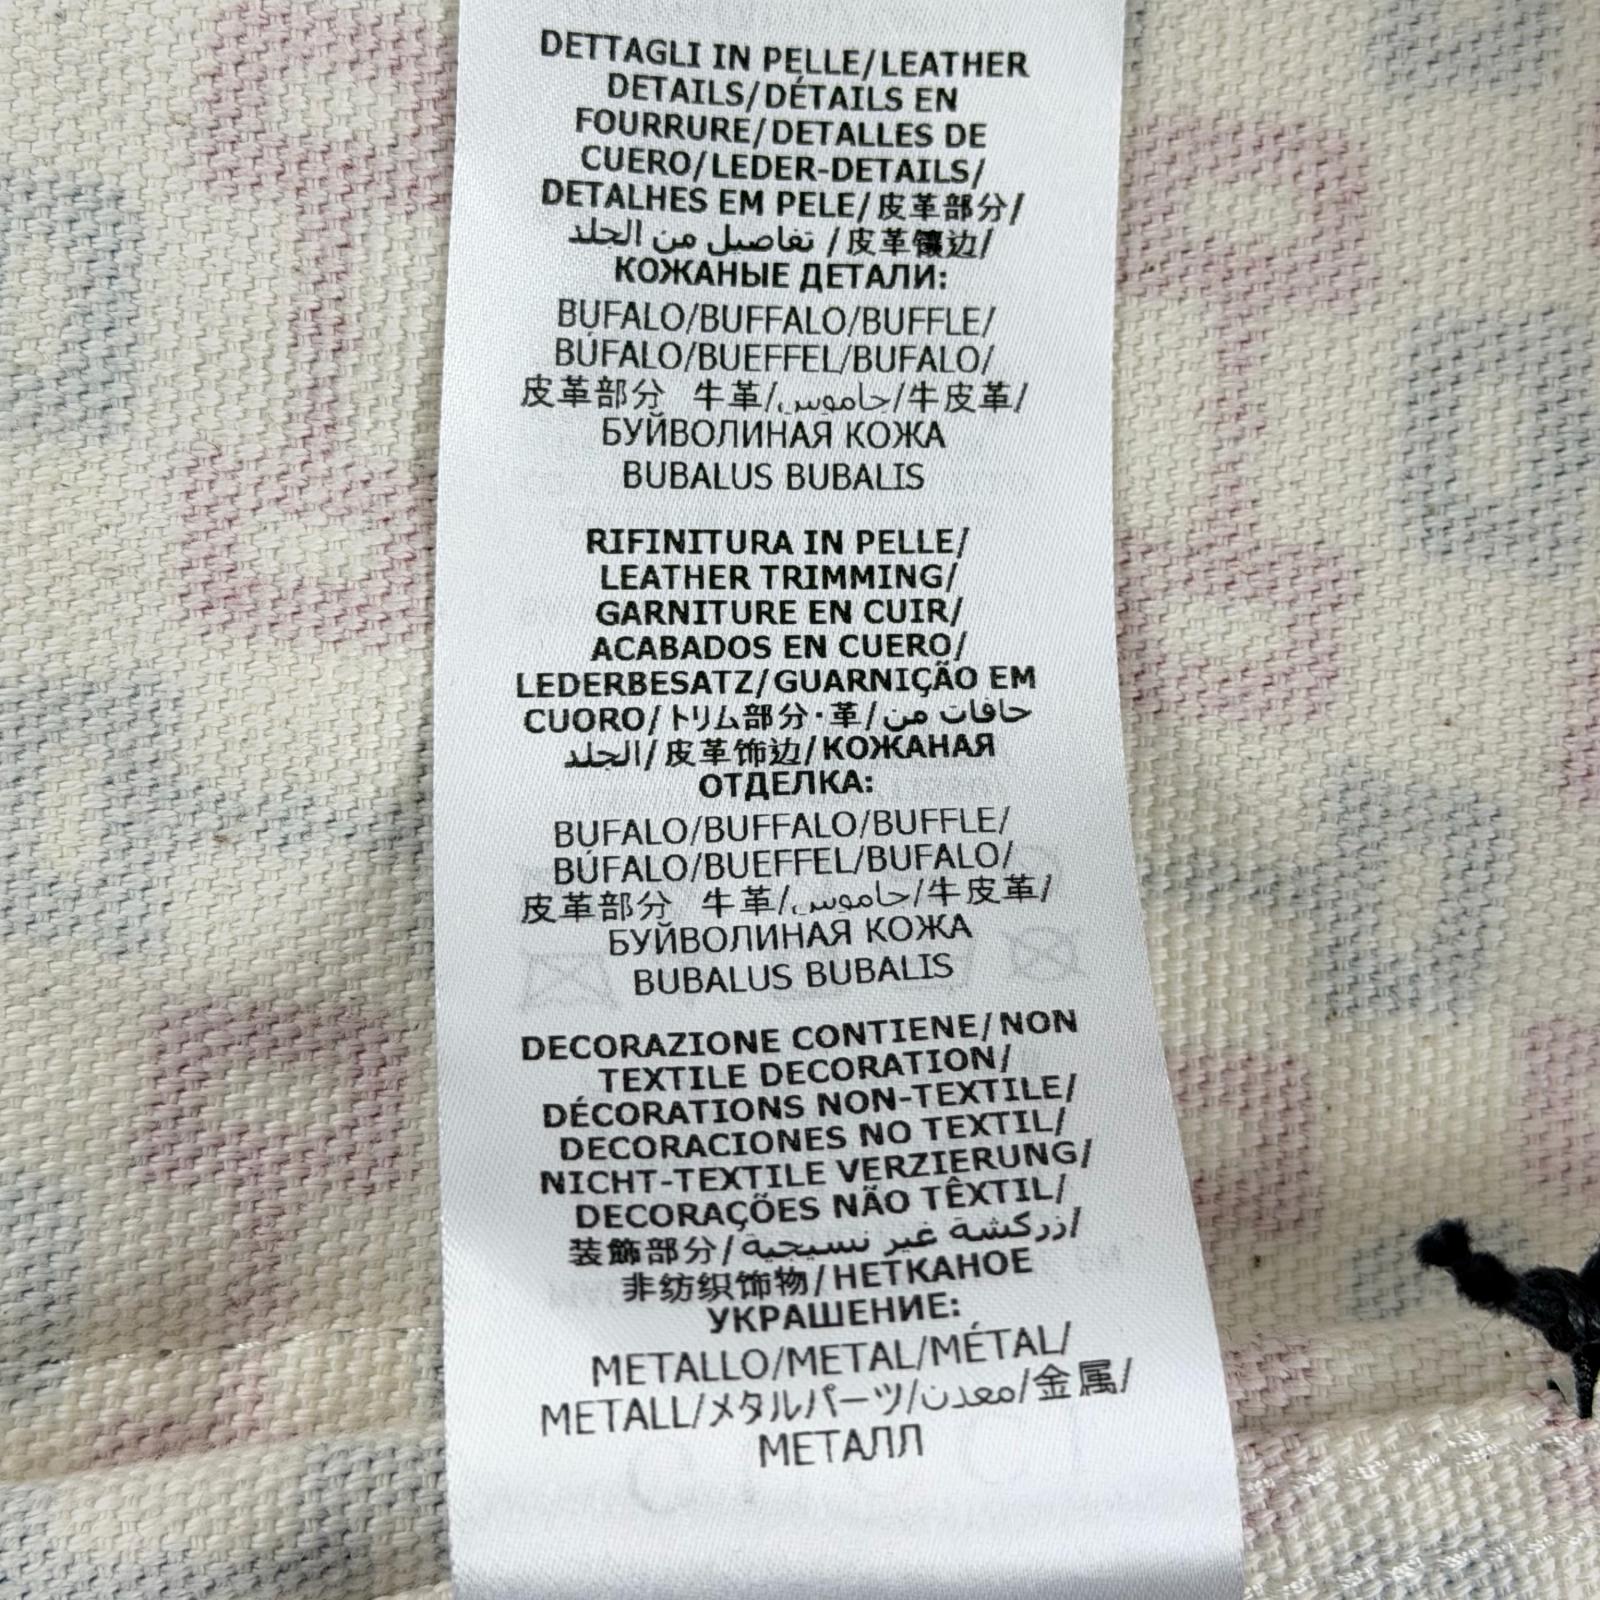 DETTAGLI IN PELLE/LEATHER
DETAILS/DÉTAILS EN
FOURRURE/DETALLES DE
CUERO/LEDER-DETAILS/
DETALHES EM PELE/皮革部分/
تفاصيل من الجلد /皮革镶边/
КОЖАНЫЕ ДЕТАЛИ:
BUFALO/BUFFALO/BUFFLE/
BÚFALO/BUEFFEL/BUFALO/
皮革部分 牛革/جاموس/牛皮革/
БУЙВОЛИНАЯ КОЖА
BUBALUS BUBALIS
RIFINITURA IN PELLE/
LEATHER TRIMMING/
GARNITURE EN CUIR/
ACABADOS EN CUERO/
LEDERBESATZ/GUARNIÇÃO EM
CUORO/トリム部分·革/حافات من
الجلد/皮革饰边/КОЖАНАЯ
ОТДЕЛКА:
BUFALO/BUFFALO/BUFFLE/
BÚFALO/BUEFFEL/BUFALO/
皮革部分 牛革/جاموس/牛皮革/
БУЙВОЛИНАЯ КОЖА
BUBALUS BUBALIS
DECORAZIONE CONTIENE/NON
TEXTILE DECORATION/
DÉCORATIONS NON-TEXTILE/
DECORACIONES NO TEXTIL/
NICHT-TEXTILE VERZIERUNG/
DECORAÇÕES NÃO TÊXTIL/
装飾部分/زركشة غير نسيجية/
非纺织饰物/НЕТКАНОЕ
УКРАШЕНИЕ:
METALLO/METAL/MÉTAL/
METALL/メタルパーツ/معدن/金属/
МЕТАЛЛ